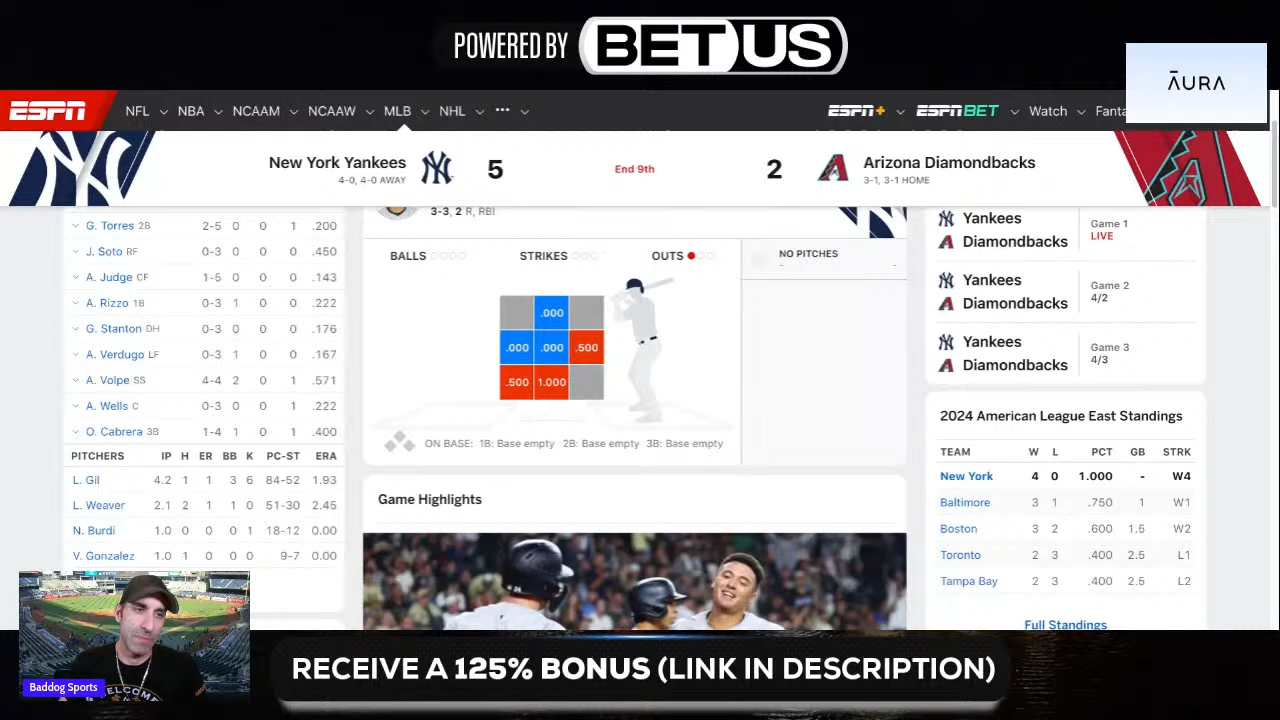 POWERED BY BETUS
ĀURA
ESPN NFL NBA NCAAM NCAAW MLB NHL ••• ESPN+ ESPN BET Watch Fanta
New York Yankees 5 End 9th 2 Arizona Diamondbacks
4-0, 4-0 AWAY 3-1, 3-1 HOME
G. Torres 2B 2-5 0 0 1 .200
J. Soto RF 0-3 0 0 1 .450
A. Judge CF 1-5 0 0 1 .143
A. Rizzo 1B 0-3 1 0 0 .222
G. Stanton DH 0-3 0 0 1 .176
A. Verdugo LF 0-3 1 0 0 .167
A. Volpe SS 4-4 2 0 1 .571
A. Wells C 0-3 0 0 1 .222
O. Cabrera 3B 1-4 1 0 1 .400
PITCHERS IP H ER BB K PC-ST ERA
L. Gil 4.2 1 1 3 6 84-52 1.93
L. Weaver 2.1 2 1 1 0 51-30 2.45
N. Burdi 1.0 0 0 0 1 18-12 0.00
V. Gonzalez 1.0 1 0 0 0 9-7 0.00
3-3, 2 R, RBI
BALLS STRIKES OUTS
NO PITCHES
- -
.000
.000 .000 .500
.500 1.000
ON BASE: 1B: Base empty 2B: Base empty 3B: Base empty
Game Highlights
Yankees
Diamondbacks
Game 1
LIVE
Yankees
Diamondbacks
Game 2
4/2
Yankees
Diamondbacks
Game 3
4/3
2024 American League East Standings
TEAM W L PCT GB STRK
New York 4 0 1.000 - W4
Baltimore 3 1 .750 1 W1
Boston 3 2 .600 1.5 W2
Toronto 2 3 .400 2.5 L1
Tampa Bay 2 3 .400 2.5 L2
Full Standings
Baddog Sports
RECEIVE A 125% BONUS (LINK IN DESCRIPTION)